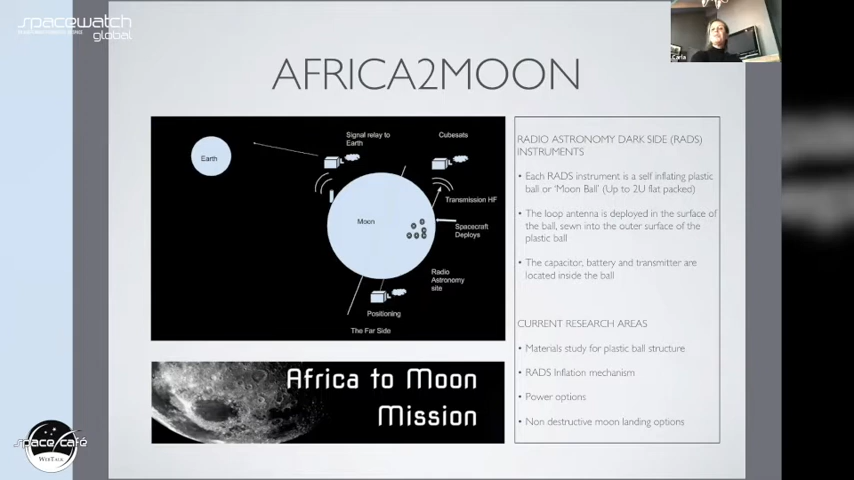 spacewatch
global
Carla
AFRICA2MOON
Earth
Signal relay to
Earth
Cubesats
Transmission HF
Moon
Spacecraft
Deploys
Radio
Astronomy
site
Positioning
The Far Side
Africa to Moon
Mission
RADIO ASTRONOMY DARK SIDE (RADS)
INSTRUMENTS
• Each RADS instrument is a self inflating plastic
ball or 'Moon Ball' (Up to 2U flat packed)
• The loop antenna is deployed in the surface of
the ball, sewn into the outer surface of the
plastic ball
• The capacitor, battery and transmitter are
located inside the ball
CURRENT RESEARCH AREAS
• Materials study for plastic ball structure
• RADS Inflation mechanism
• Power options
• Non destructive moon landing options
space café
WEBTALK